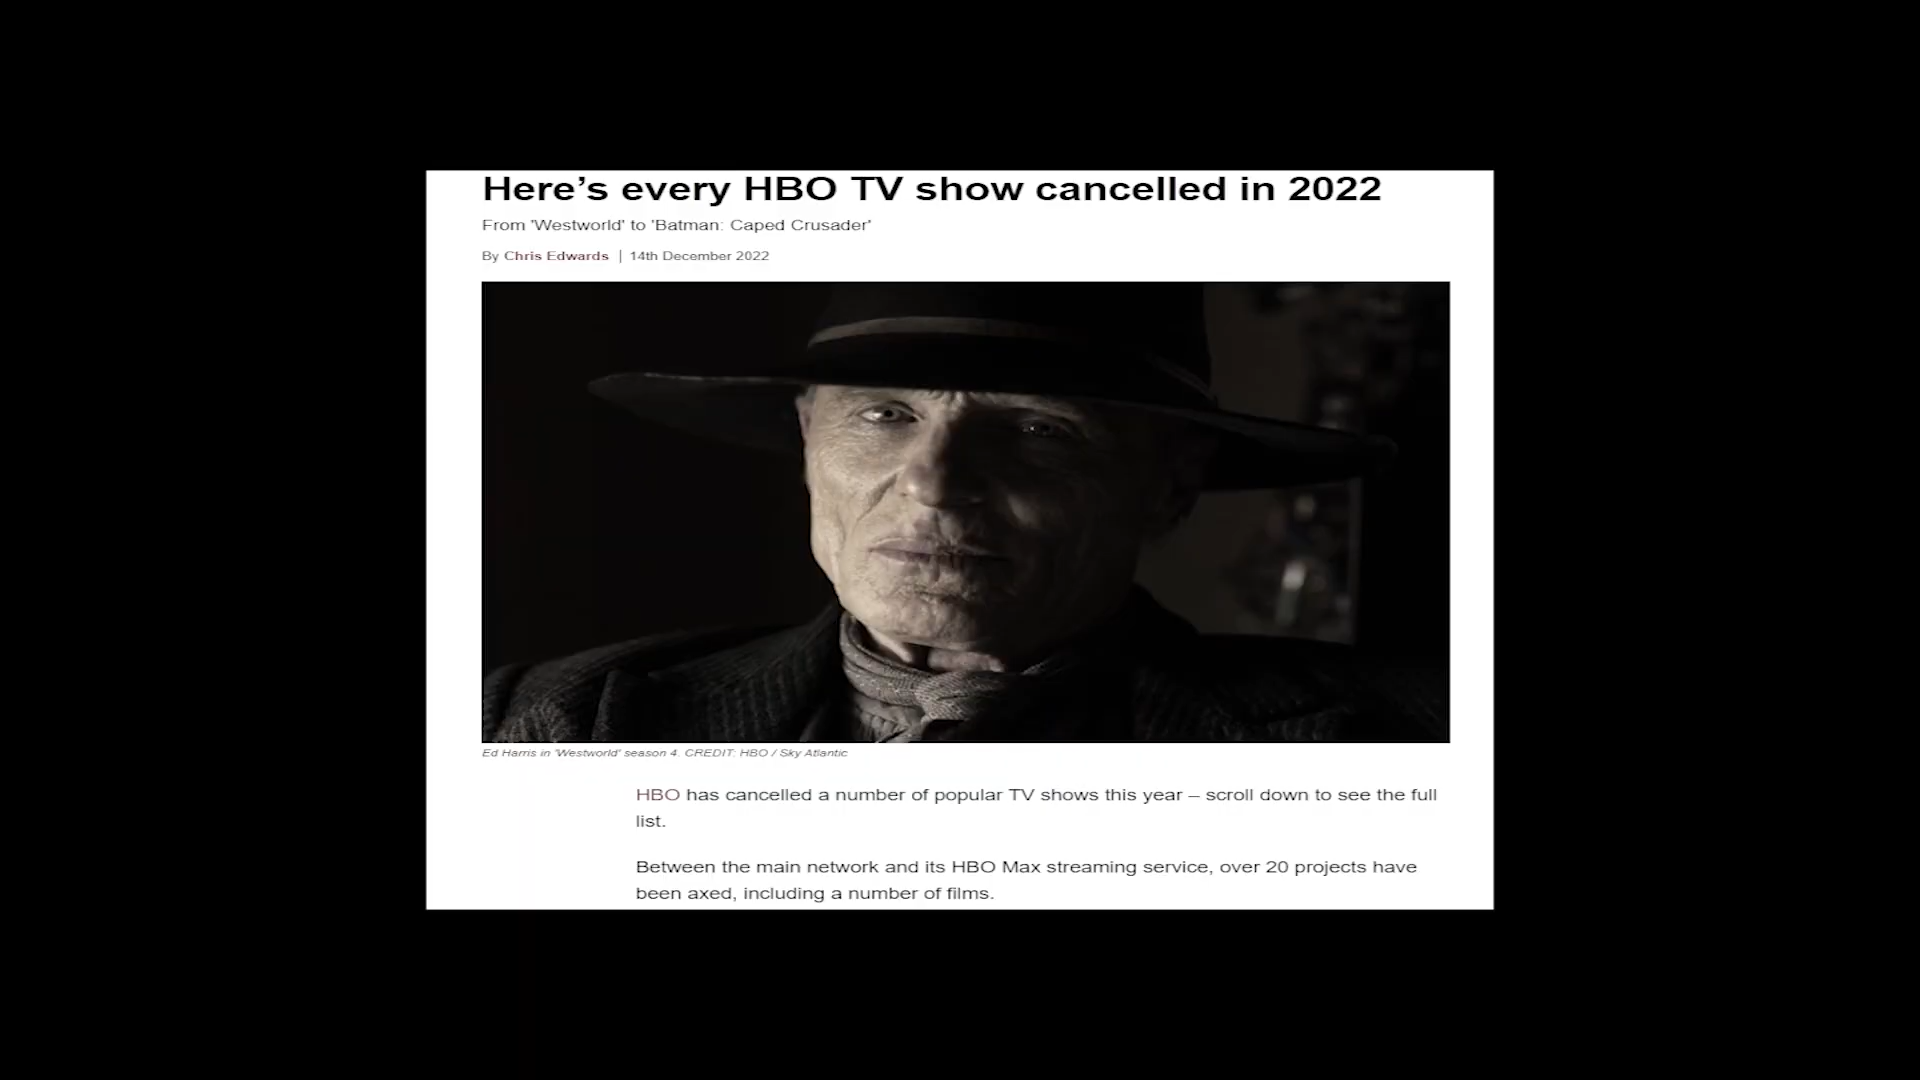 Here’s every HBO TV show cancelled in 2022
From 'Westworld' to 'Batman: Caped Crusader'
By Chris Edwards | 14th December 2022
Ed Harris in 'Westworld' season 4. CREDIT: HBO / Sky Atlantic
HBO has cancelled a number of popular TV shows this year – scroll down to see the full
list.
Between the main network and its HBO Max streaming service, over 20 projects have
been axed, including a number of films.